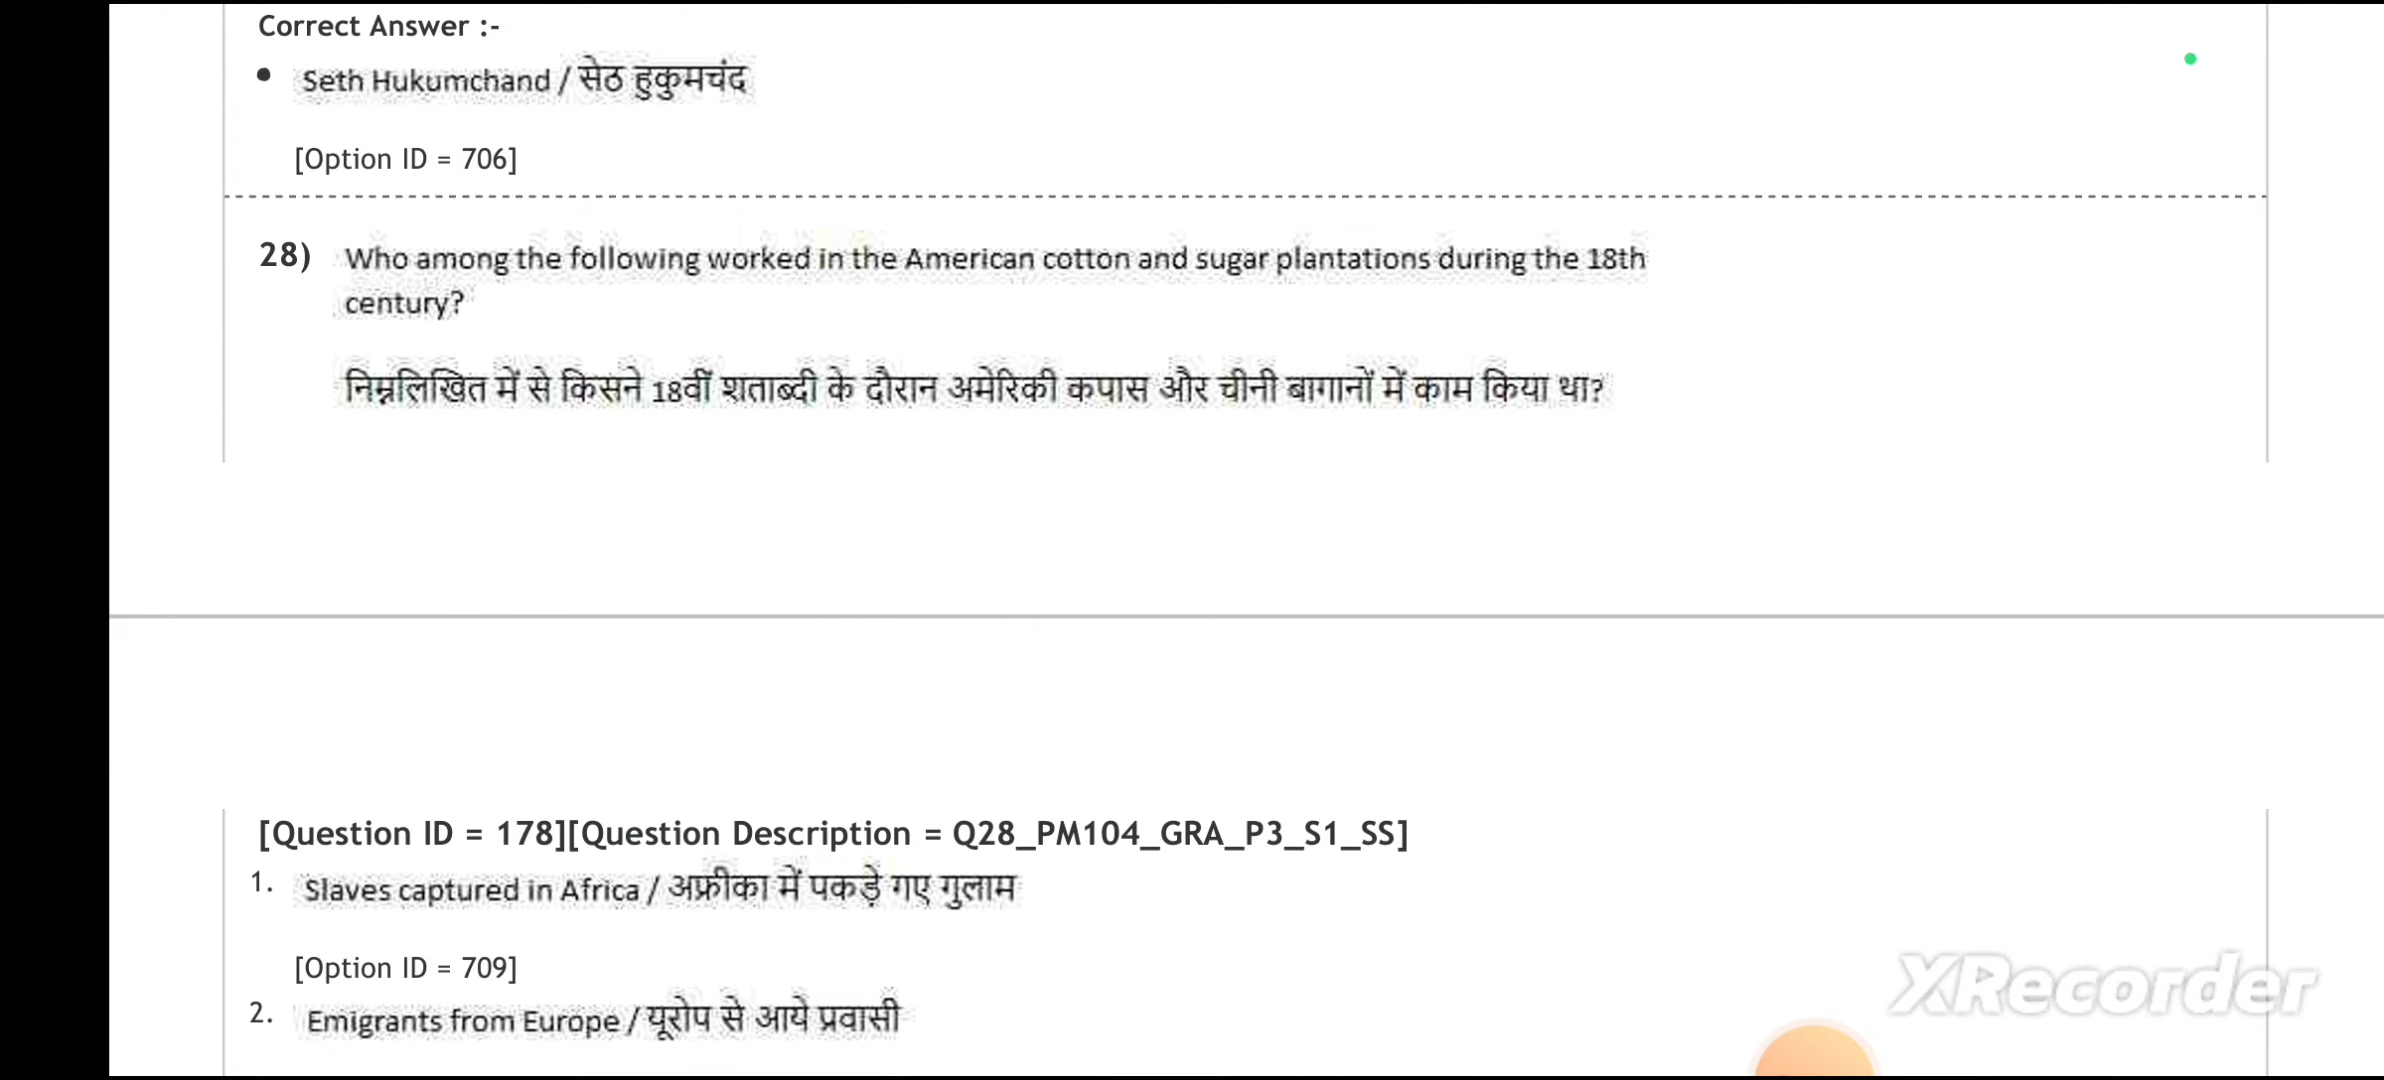 Correct Answer :-
• Seth Hukumchand / सेठ हुकुमचंद
[Option ID = 706]
28) Who among the following worked in the American cotton and sugar plantations during the 18th
century?
निम्नलिखित में से किसने 18वीं शताब्दी के दौरान अमेरिकी कपास और चीनी बागानों में काम किया था?
[Question ID = 178][Question Description = Q28_PM104_GRA_P3_S1_SS]
1. Slaves captured in Africa / अफ्रीका में पकड़े गए गुलाम
[Option ID = 709]
2. Emigrants from Europe / यूरोप से आये प्रवासी
XRecorder